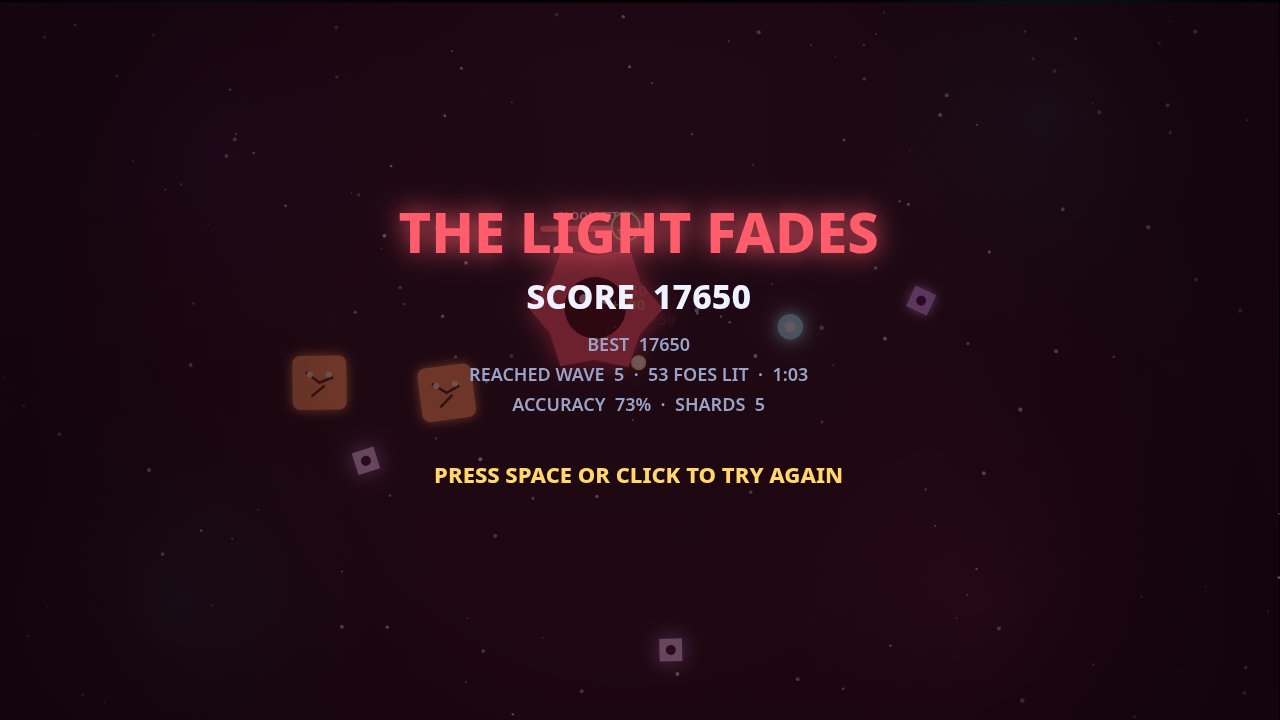 THE LIGHT FADES
SCORE 17650
BEST 17650
REACHED WAVE 5 · 53 FOES LIT · 1:03
ACCURACY 73% · SHARDS 5
PRESS SPACE OR CLICK TO TRY AGAIN